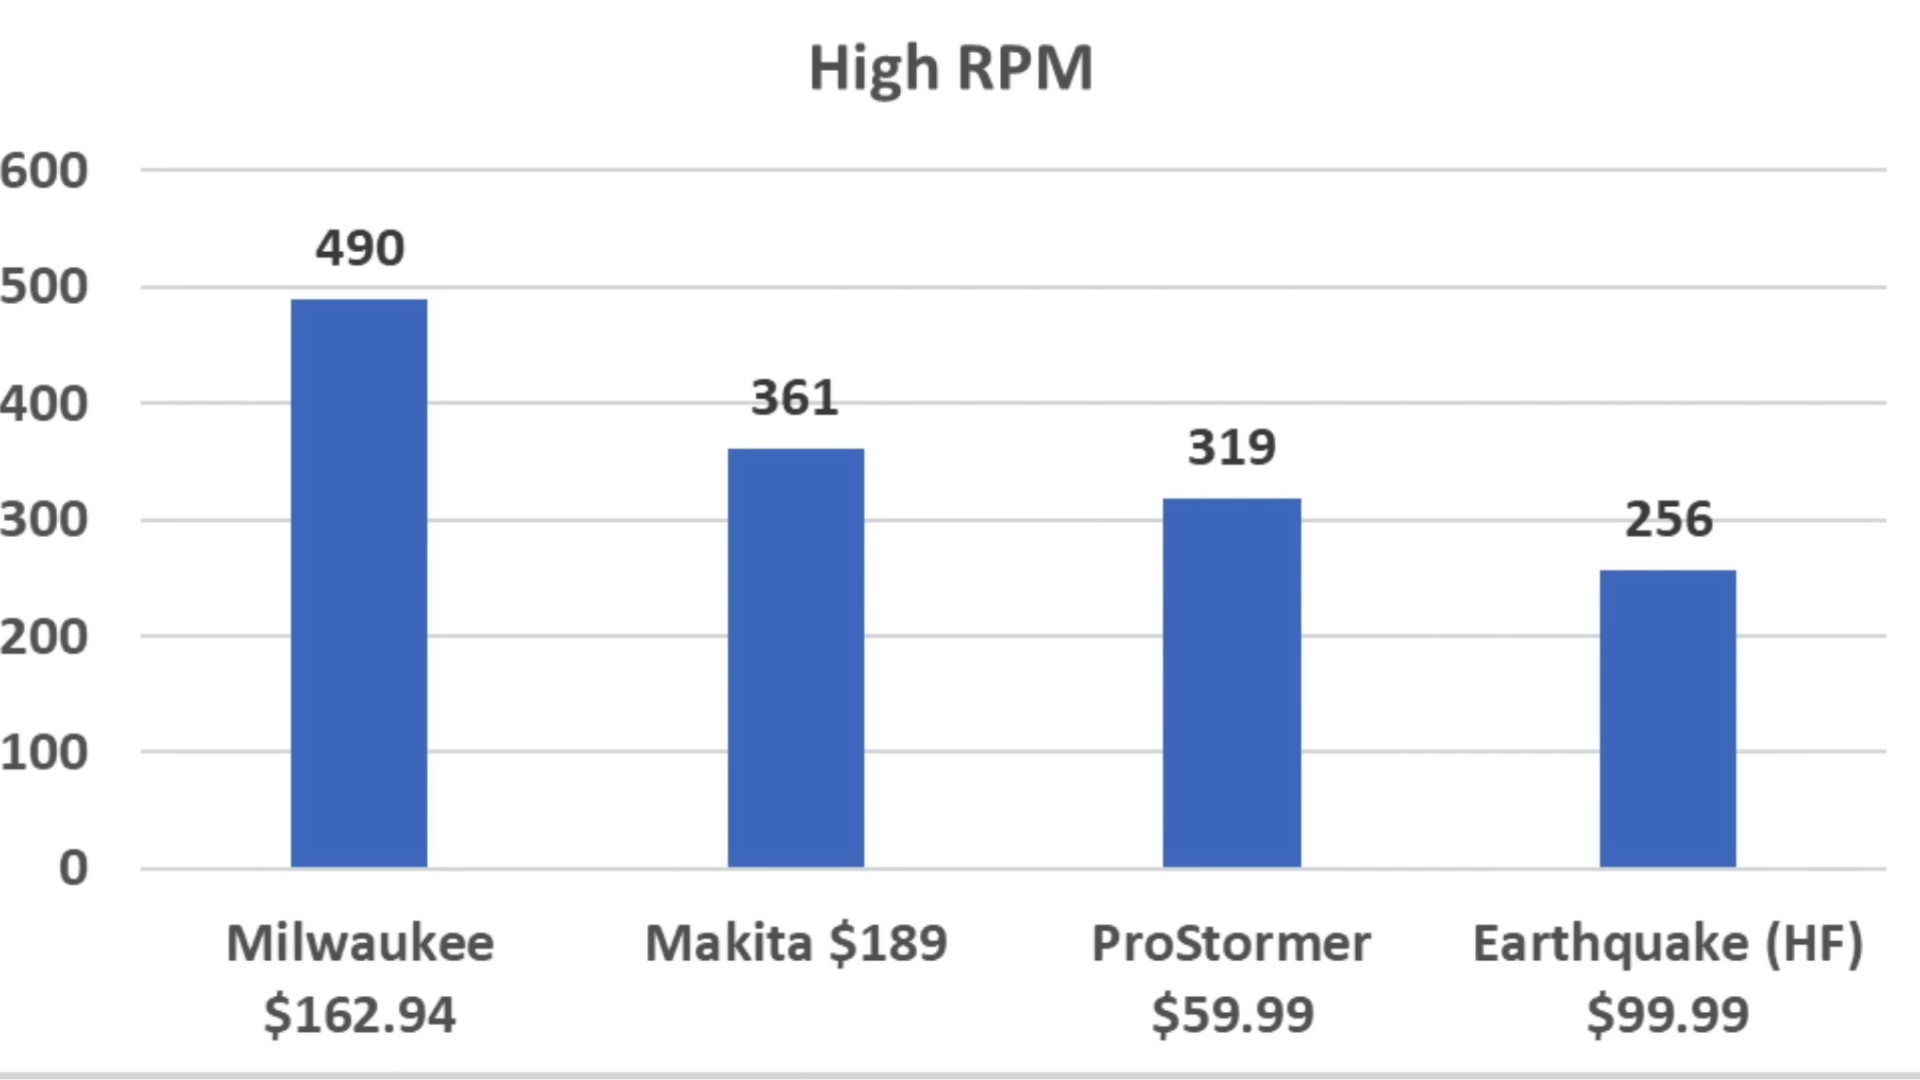 High RPM
600
500
400
300
200
100
0
490
361
319
256
Milwaukee
$162.94
Makita $189
ProStormer
$59.99
Earthquake (HF)
$99.99